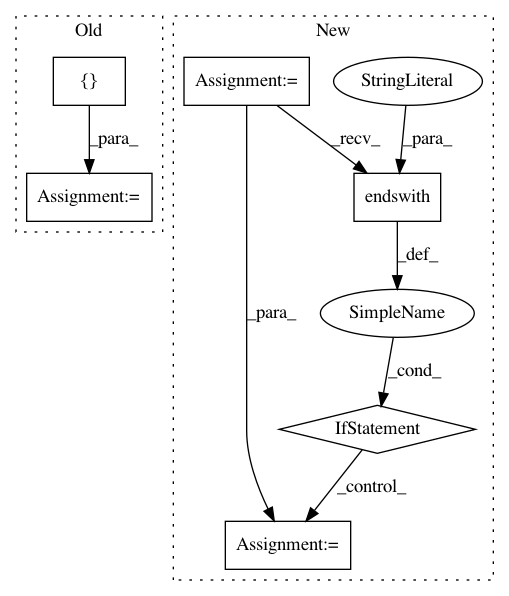 Old
New
{}
Assignment:=
StringLiteral
_para_
_recv_
_para_
Assignment:=
endswith
_def_
_para_
SimpleName
_cond_
IfStatement
_control_
Assignment:=